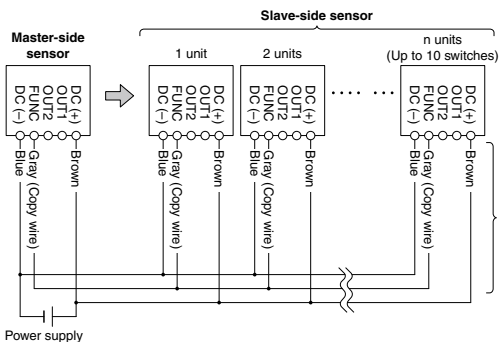 Slave-side sensor
Master-side
sensor
1 unit
2 units
n units
(Up to 10 switches)
DC (−)
FUNC
OUT2
OUT1
DC (+)
DC (−)
FUNC
OUT2
OUT1
DC (+)
DC (−)
FUNC
OUT2
OUT1
DC (+)
DC (−)
FUNC
OUT2
OUT1
DC (+)
Blue
Gray (Copy wire)
Brown
Blue
Gray (Copy wire)
Brown
Blue
Gray (Copy wire)
Brown
Blue
Gray (Copy wire)
Brown
Power supply